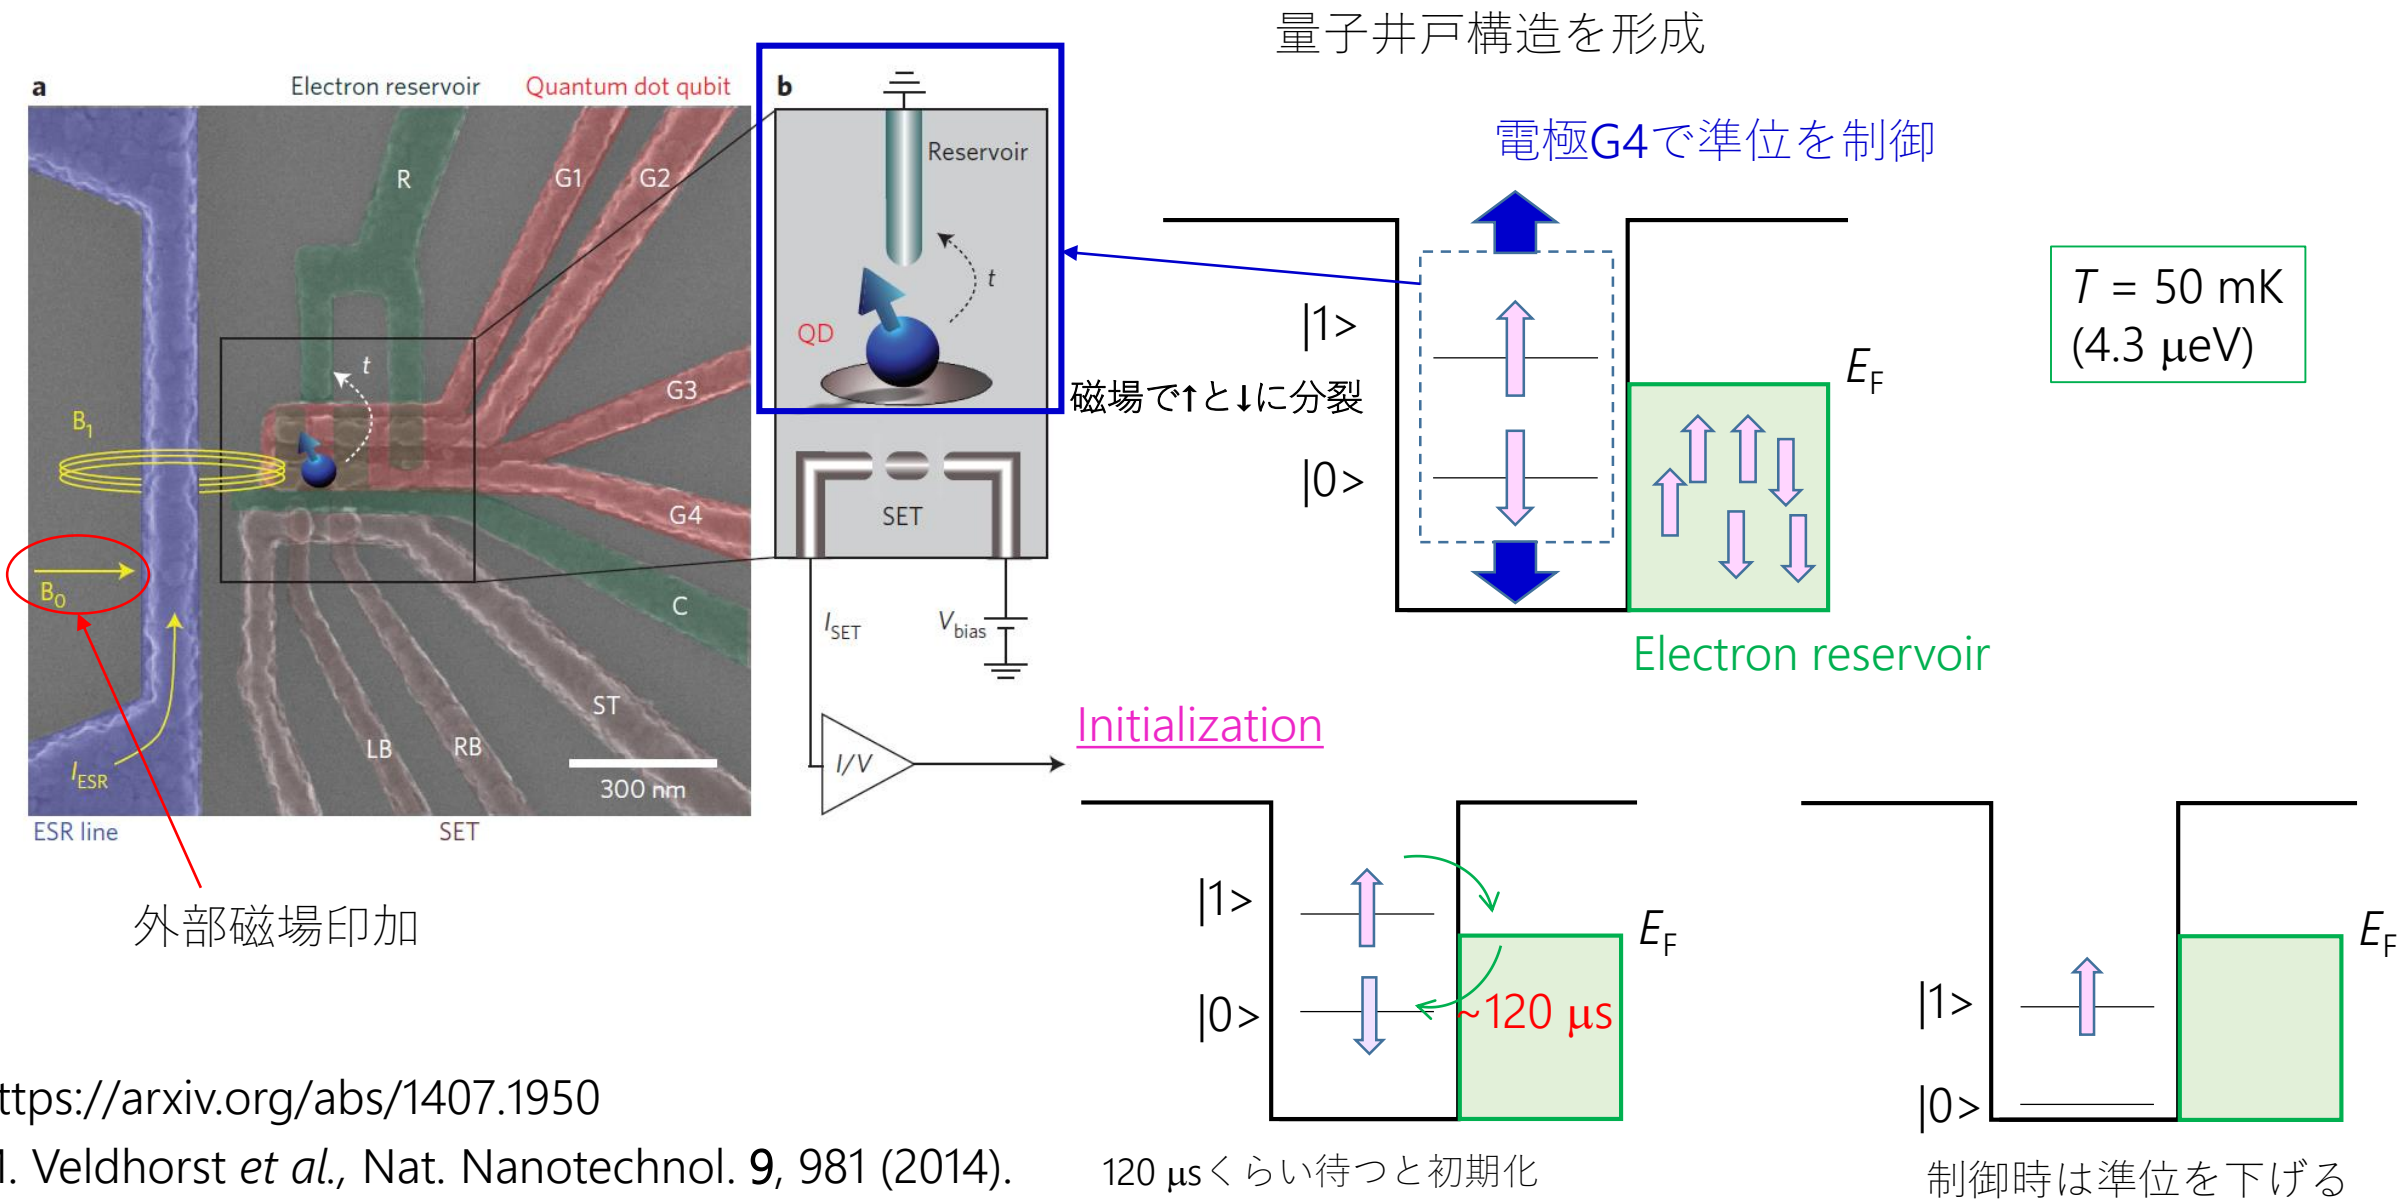 量子井戸構造を形成
a
Electron reservoir
Quantum dot qubit
b
R
G1
G2
G3
G4
C
t
B1
B0
IESR
LB
RB
ST
300 nm
ESR line
SET
Reservoir
t
QD
SET
ISET
Vbias
I/V
外部磁場印加
電極G4で準位を制御
|1>
磁場で↑と↓に分裂
|0>
EF
T = 50 mK
(4.3 μeV)
Electron reservoir
Initialization
|1>
|0>
EF
~120 μs
120 μsくらい待つと初期化
|1>
|0>
EF
制御時は準位を下げる
ttps://arxiv.org/abs/1407.1950
. Veldhorst et al., Nat. Nanotechnol. 9, 981 (2014).